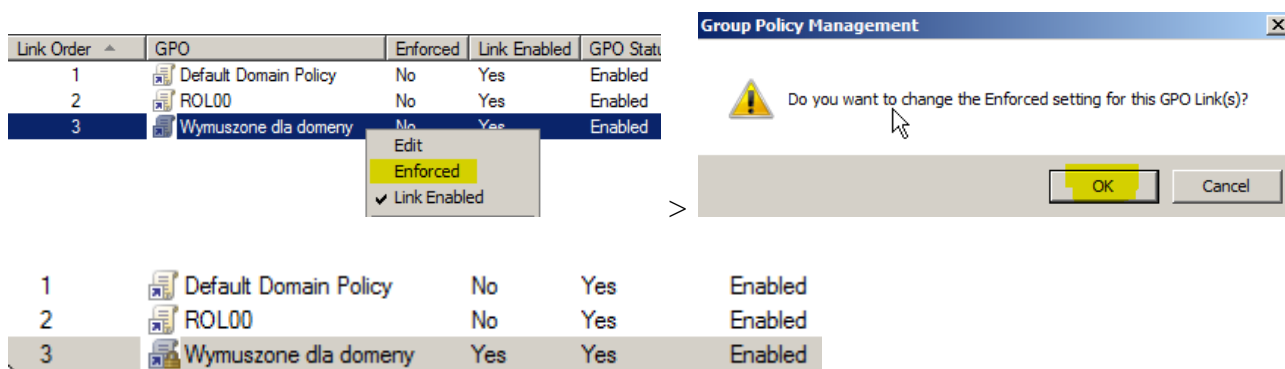 Group Policy Management
Link Order GPO Enforced Link Enabled GPO Statu
1 Default Domain Policy No Yes Enabled
2 ROL00 No Yes Enabled
3 Wymuszone dla domeny No Yes Enabled
Edit
Enforced
Link Enabled
>
Do you want to change the Enforced setting for this GPO Link(s)?
OK Cancel
1 Default Domain Policy No Yes Enabled
2 ROL00 No Yes Enabled
3 Wymuszone dla domeny Yes Yes Enabled